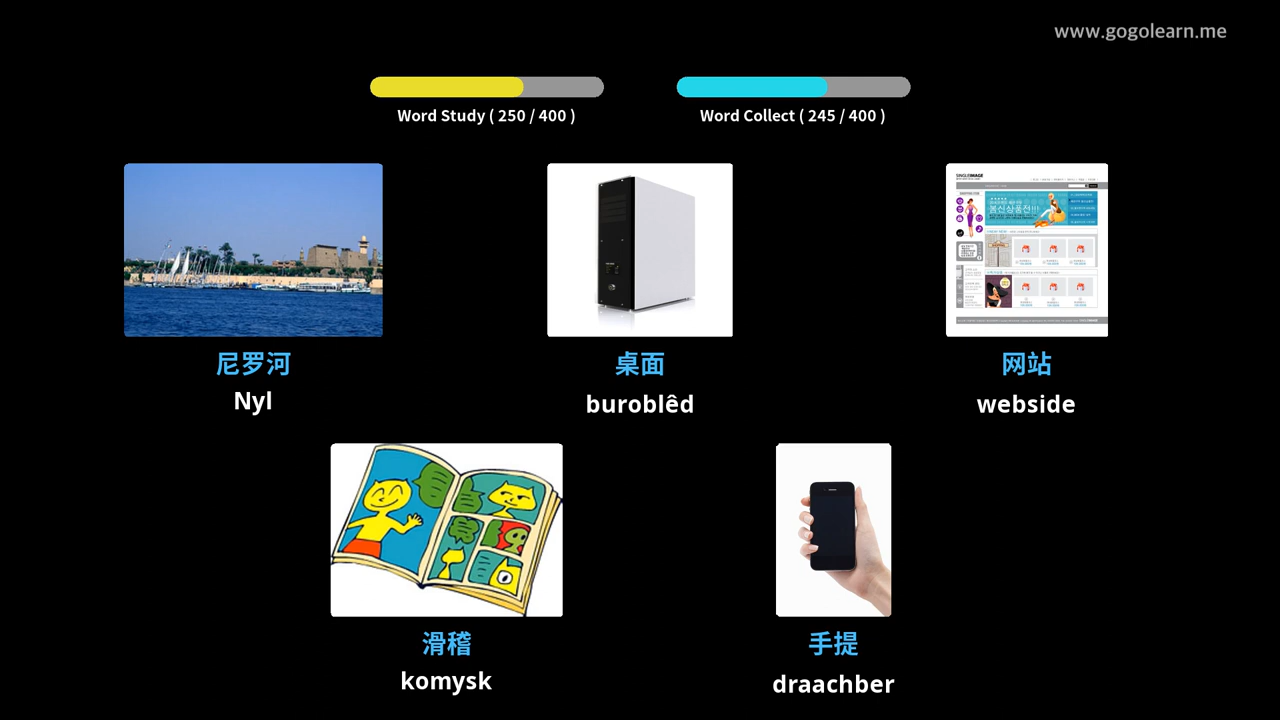 www.gogolearn.me
Word Study ( 250 / 400 )
Word Collect ( 245 / 400 )
尼罗河
Nyl
桌面
buroblêd
网站
webside
滑稽
komysk
手提
draachber